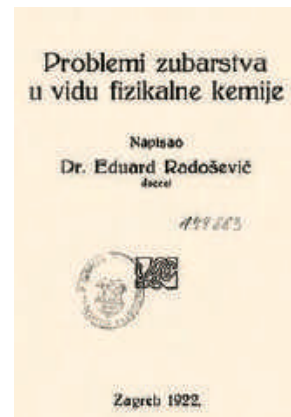 Problemi zubarstva
u vidu fizikalne kemije
Napisao
Dr. Eduard Radošević
docent
Zagreb 1922.